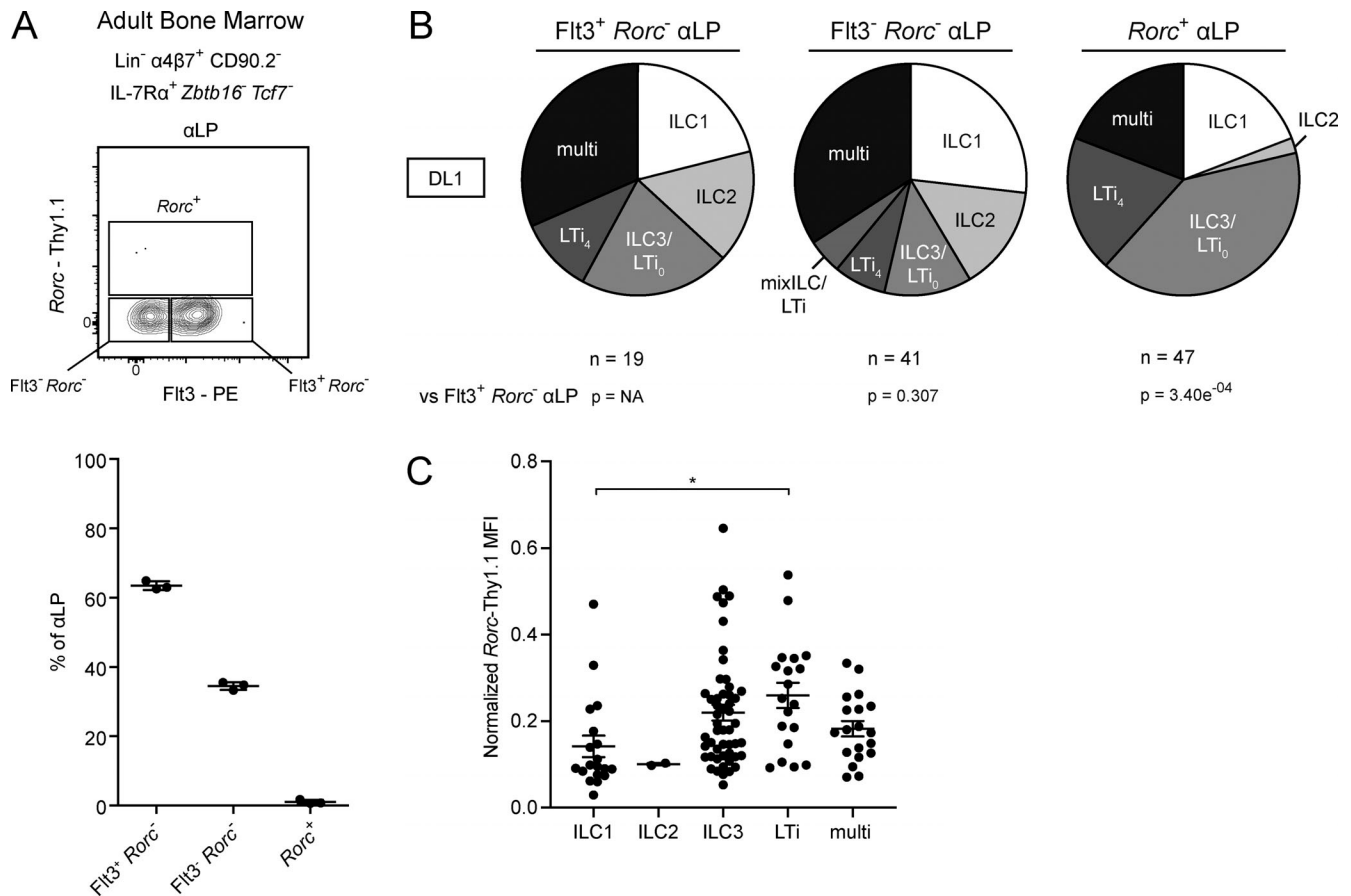 A
Adult Bone Marrow
Lin⁻ α4β7⁺ CD90.2⁻
IL-7Rα⁺ Zbtb16⁻ Tcf7⁻
αLP
Rorc⁺
Rorc - Thy1.1
0
0
Flt3⁻ Rorc⁻
Flt3⁺ Rorc⁻
Flt3 - PE
100
80
60
40
20
0
% of αLP
Flt3⁺ Rorc⁻
Flt3⁻ Rorc⁻
Rorc⁺
B
Flt3⁺ Rorc⁻ αLP
Flt3⁻ Rorc⁻ αLP
Rorc⁺ αLP
DL1
multi
ILC1
ILC2
ILC3/
LTi₀
LTi₄
multi
ILC1
ILC2
ILC3/
LTi₀
LTi₄
mixILC/
LTi
ILC1
ILC2
LTi₄
ILC3/
LTi₀
multi
n = 19
n = 41
n = 47
vs Flt3⁺ Rorc⁻ αLP
p = NA
p = 0.307
p = 3.40e⁻⁰⁴
C
0.8
0.6
0.4
0.2
0.0
Normalized Rorc-Thy1.1 MFI
*
ILC1
ILC2
ILC3
LTi
multi